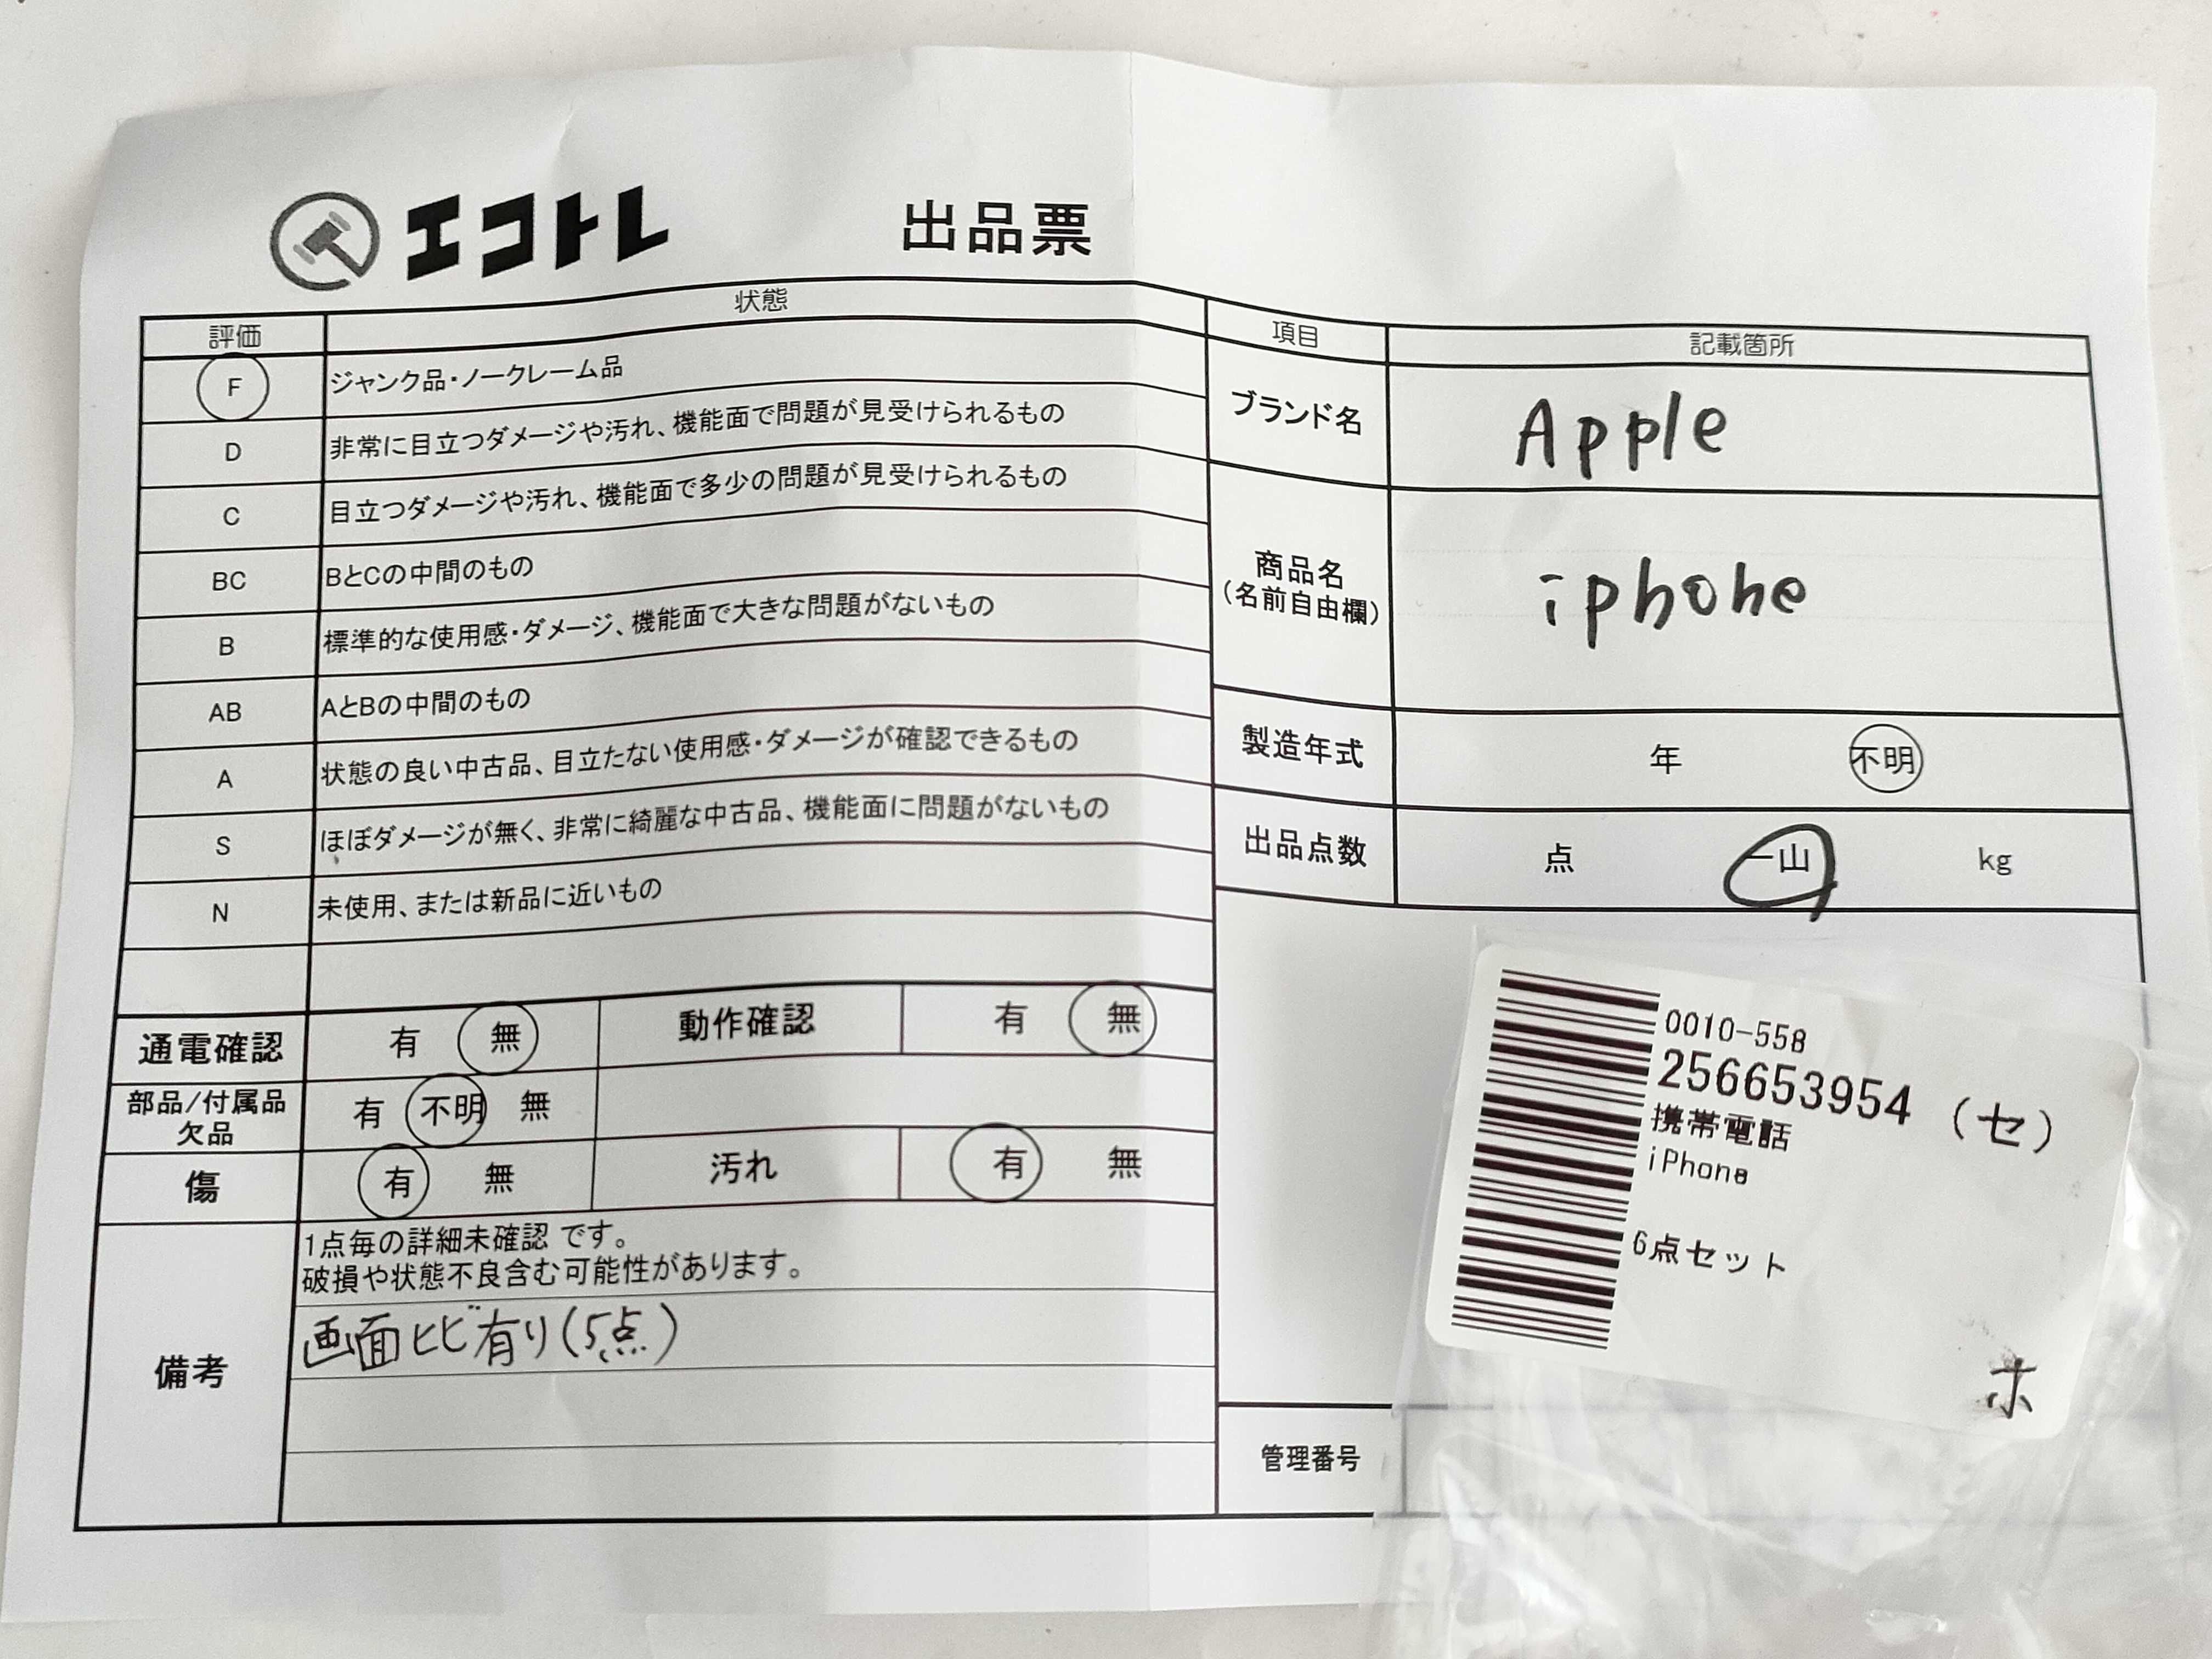 エコトレ
出品票
評価 状態
F ジャンク品・ノークレーム品
D 非常に目立つダメージや汚れ、機能面で問題が見受けられるもの
C 目立つダメージや汚れ、機能面で多少の問題が見受けられるもの
BC BとCの中間のもの
B 標準的な使用感・ダメージ、機能面で大きな問題がないもの
AB AとBの中間のもの
A 状態の良い中古品、目立たない使用感・ダメージが確認できるもの
S ほぼダメージが無く、非常に綺麗な中古品、機能面に問題がないもの
N 未使用、または新品に近いもの
通電確認 有 無 動作確認 有 無
部品/付属品
欠品 有 不明 無
傷 有 無 汚れ 有 無
備考
1点毎の詳細未確認 です。
破損や状態不良含む可能性があります。
画面ヒビ有り(5点)
項目 記載箇所
ブランド名 Apple
商品名
(名前自由欄) iphone
製造年式 年 不明
出品点数 点 一山 kg
0010-558
256653954 (セ)
携帯電話
iPhone
6点セット
ホ
管理番号